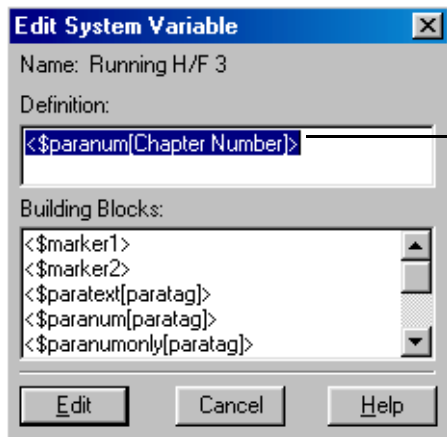 Edit System Variable
Name: Running H/F 3
Definition:
<$paranum[Chapter Number]>
Building Blocks:
<$marker1>
<$marker2>
<$paratext[paratag]>
<$paranum[paratag]>
<$paranumonly[paratag]>
Edit Cancel Help